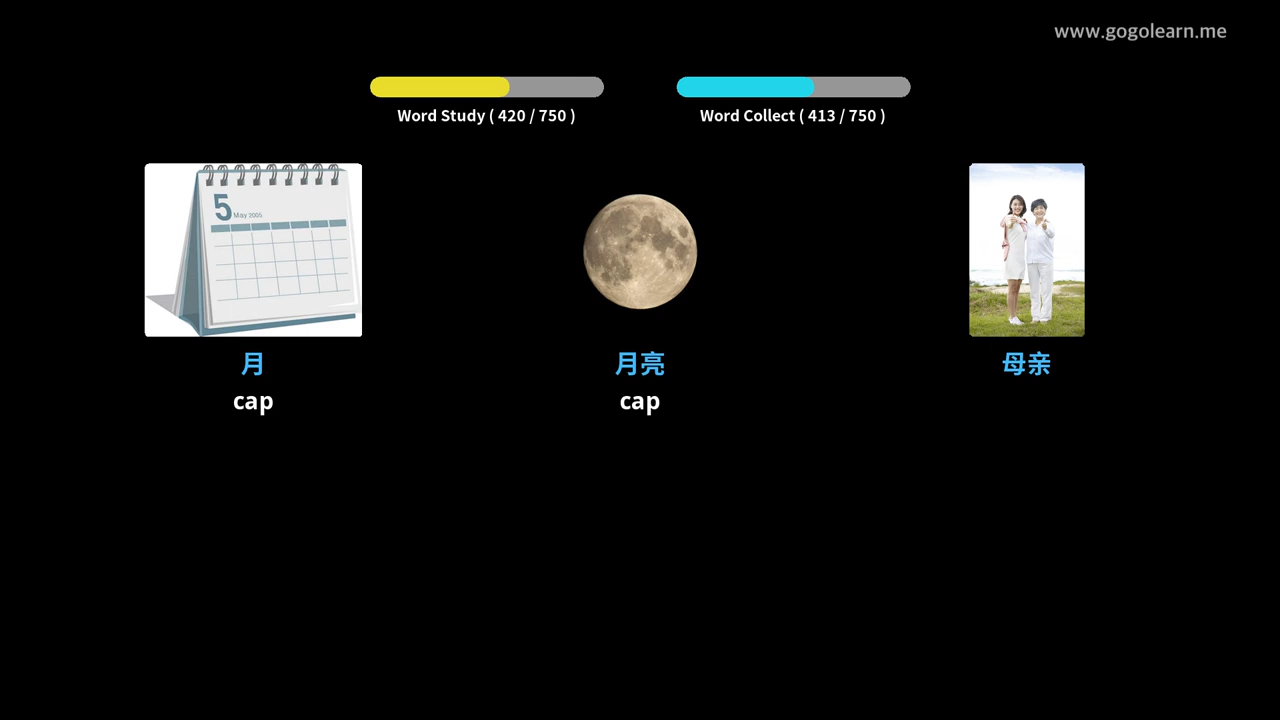 www.gogolearn.me
Word Study ( 420 / 750 )
Word Collect ( 413 / 750 )
5 May 2005
月
月亮
母亲
cap
cap